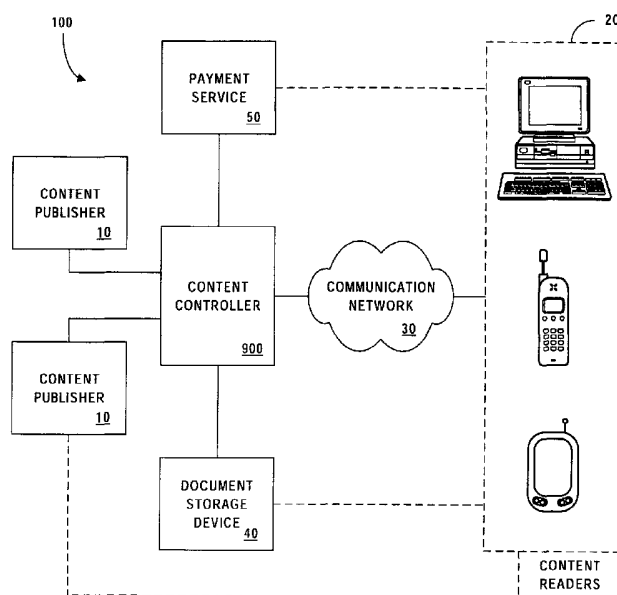 100
20
PAYMENT
SERVICE
50
CONTENT
PUBLISHER
10
CONTENT
CONTROLLER
900
COMMUNICATION
NETWORK
30
CONTENT
PUBLISHER
10
DOCUMENT
STORAGE
DEVICE
40
CONTENT
READERS